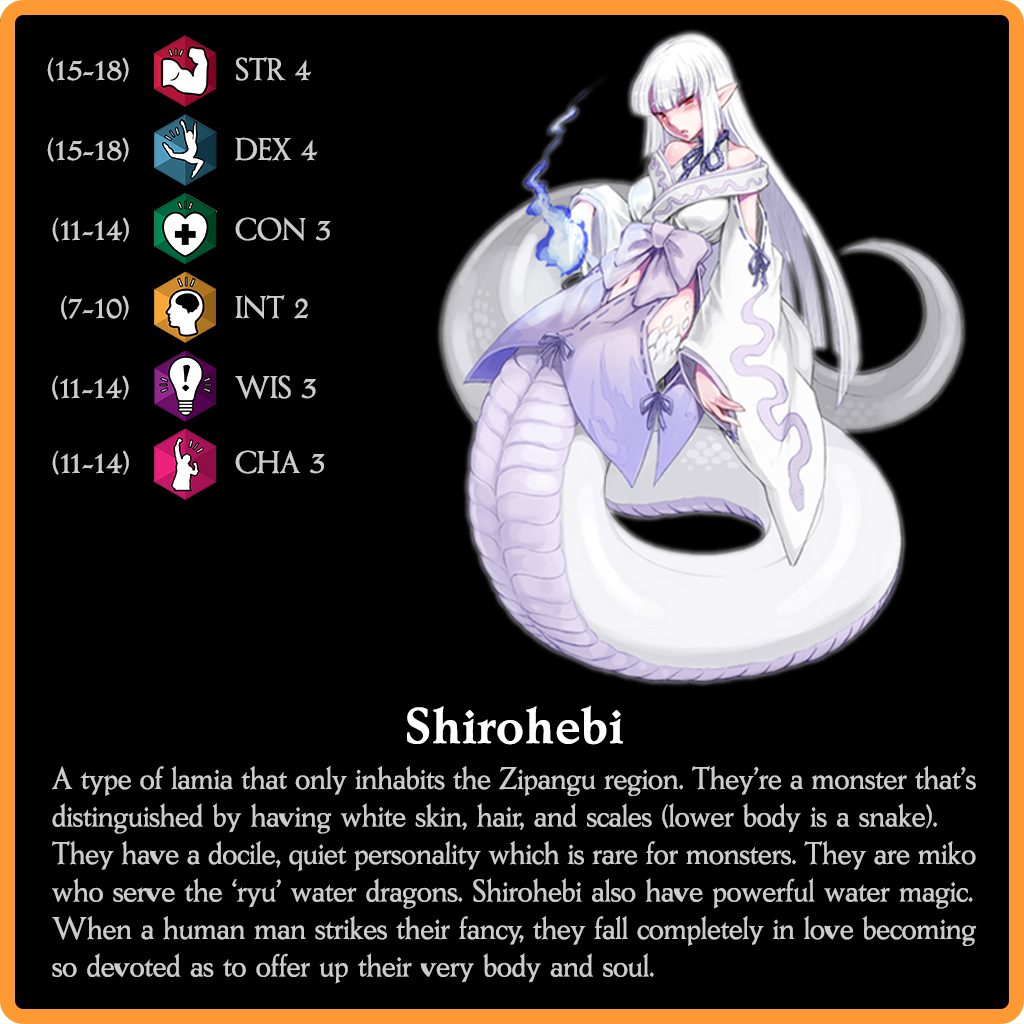 (15-18) STR 4
(15-18) DEX 4
(11-14) CON 3
(7-10) INT 2
(11-14) WIS 3
(11-14) CHA 3
Shirohebi
A type of lamia that only inhabits the Zipangu region. They're a monster that's
distinguished by having white skin, hair, and scales (lower body is a snake).
They have a docile, quiet personality which is rare for monsters. They are miko
who serve the 'ryu' water dragons. Shirohebi also have powerful water magic.
When a human man strikes their fancy, they fall completely in love becoming
so devoted as to offer up their very body and soul.